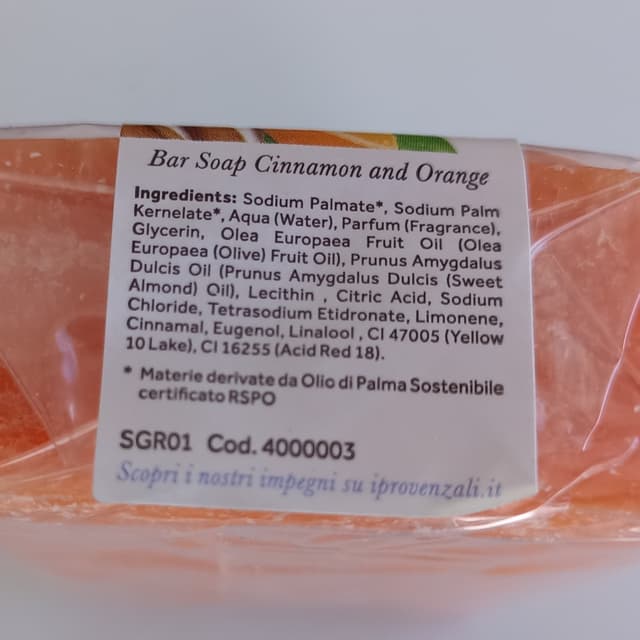 Bar Soap Cinnamon and Orange
Ingredients: Sodium Palmate*, Sodium Palm
Kernelate*, Aqua (Water), Parfum (Fragrance),
Glycerin, Olea Europaea Fruit Oil (Olea
Europaea (Olive) Fruit Oil), Prunus Amygdalus
Dulcis Oil (Prunus Amygdalus Dulcis (Sweet
Almond) Oil), Lecithin , Citric Acid, Sodium
Chloride, Tetrasodium Etidronate, Limonene,
Cinnamal, Eugenol, Linalool , CI 47005 (Yellow
10 Lake), CI 16255 (Acid Red 18).
* Materie derivate da Olio di Palma Sostenibile
certificato RSPO
SGR01 Cod. 4000003
Scopri i nostri impegni su iprovenzali.it